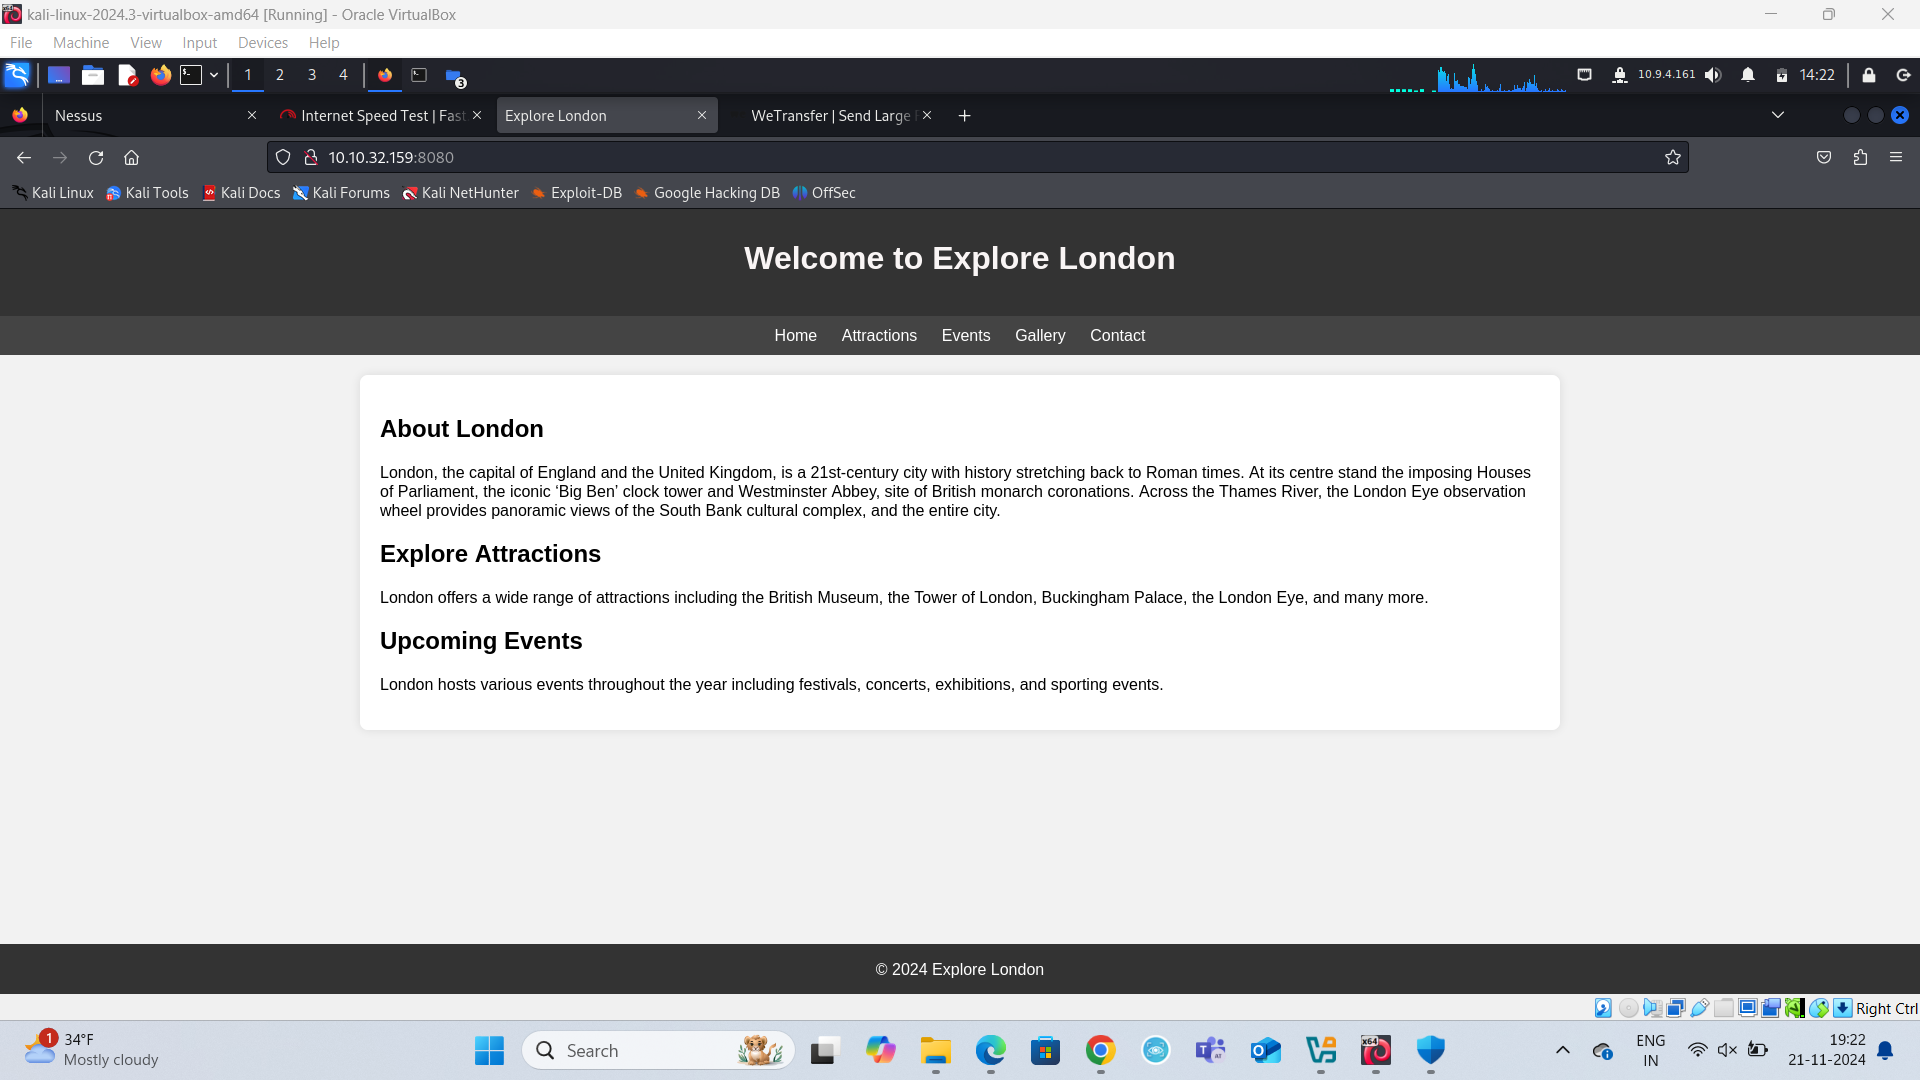 kali-linux-2024.3-virtualbox-amd64 [Running] - Oracle VirtualBox
File Machine View Input Devices Help
1 2 3 4 3 10.9.4.161 14:22
Nessus Internet Speed Test | Fast Explore London WeTransfer | Send Large
10.10.32.159:8080
Kali Linux Kali Tools Kali Docs Kali Forums Kali NetHunter Exploit-DB Google Hacking DB OffSec
Welcome to Explore London
Home Attractions Events Gallery Contact
About London
London, the capital of England and the United Kingdom, is a 21st-century city with history stretching back to Roman times. At its centre stand the imposing Houses
of Parliament, the iconic ‘Big Ben’ clock tower and Westminster Abbey, site of British monarch coronations. Across the Thames River, the London Eye observation
wheel provides panoramic views of the South Bank cultural complex, and the entire city.
Explore Attractions
London offers a wide range of attractions including the British Museum, the Tower of London, Buckingham Palace, the London Eye, and many more.
Upcoming Events
London hosts various events throughout the year including festivals, concerts, exhibitions, and sporting events.
© 2024 Explore London
Right Ctrl
1 34°F
Mostly cloudy
Search
ENG
IN
19:22
21-11-2024